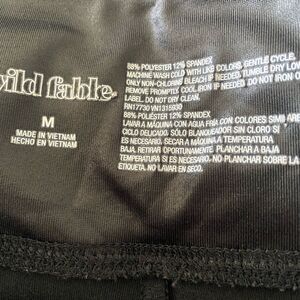 wild fable
M
MADE IN VIETNAM
HECHO EN VIETNAM
88% POLYESTER 12% SPANDEX
MACHINE WASH COLD WITH LIKE COLORS, GENTLE CYCLE.
ONLY NON-CHLORINE BLEACH IF NEEDED. TUMBLE DRY LOW
REMOVE PROMPTLY. COOL IRON IF NEEDED. DO NOT IRON
LABEL. DO NOT DRY CLEAN.
RN17730 VN1315930
88% POLIÉSTER 12% SPANDEX
LAVAR A MÁQUINA CON AGUA FRÍA CON COLORES SIMILARE
CICLO DELICADO. SÓLO BLANQUEADOR SIN CLORO SI
ES NECESARIO. SECAR A MÁQUINA A TEMPERATURA
BAJA. RETIRAR OPORTUNAMENTE. PLANCHAR A BAJA
TEMPERATURA SI ES NECESARIO. NO PLANCHAR SOBRE LA
ETIQUETA. NO LAVAR EN SECO.